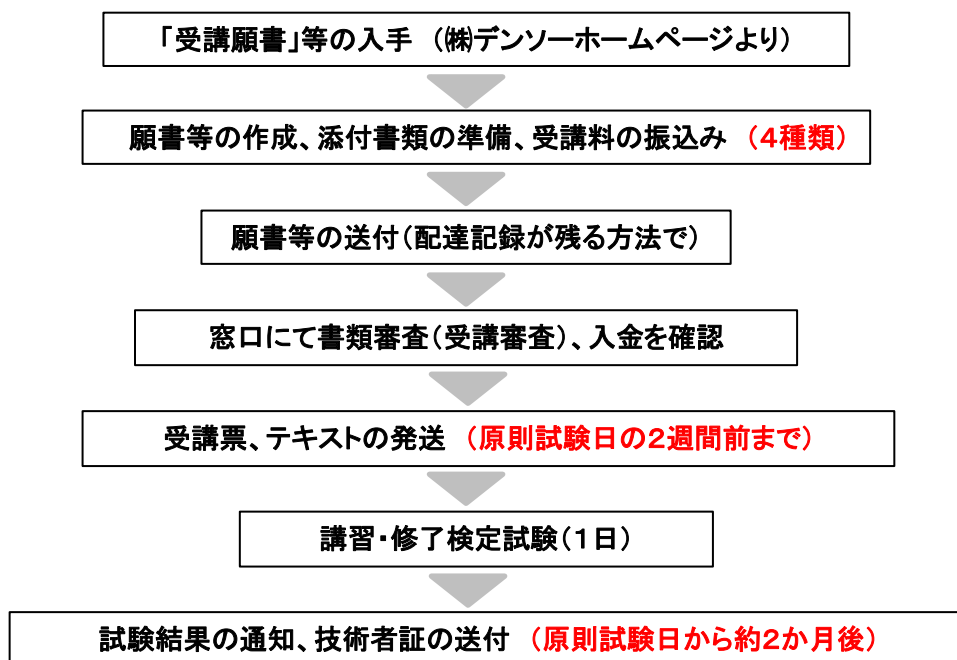 「受講願書」等の入手 (㈱デンソーホームページより)
願書等の作成、添付書類の準備、受講料の振込み (4種類)
願書等の送付(配達記録が残る方法で)
窓口にて書類審査(受講審査)、入金を確認
受講票、テキストの発送 (原則試験日の2週間前まで)
講習・修了検定試験(1日)
試験結果の通知、技術者証の送付 (原則試験日から約2か月後)